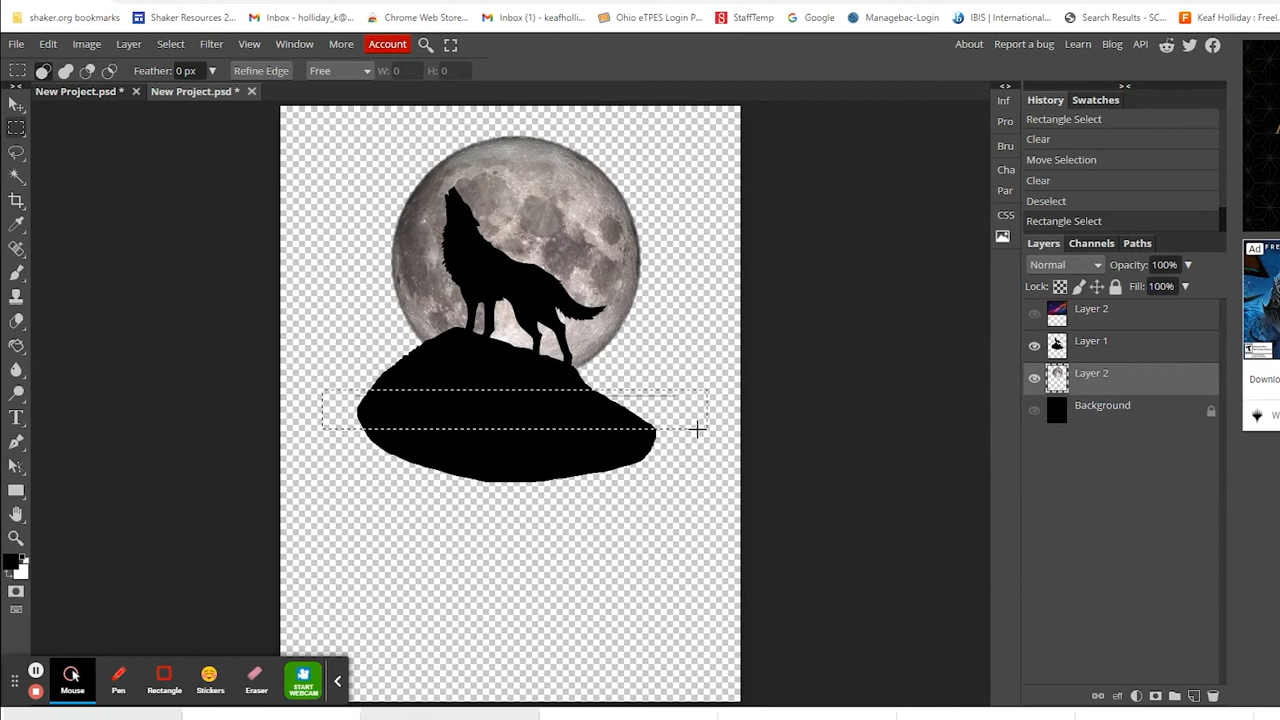 shaker.org bookmarks Shaker Resources 2... Inbox - holliday_k@... Chrome Web Store... Inbox (1) - keafholli... Ohio eTPES Login P... StaffTemp Google Managebac-Login IBIS | International... Search Results - SC... Keaf Holliday : Freel...
File Edit Image Layer Select Filter View Window More Account About Report a bug Learn Blog API
Feather: 0 px Refine Edge Free W: 0 H: 0
New Project.psd * New Project.psd *
> < < > > <
Inf
Pro
Bru
Cha
Par
CSS
History Swatches
Rectangle Select
Clear
Move Selection
Clear
Deselect
Rectangle Select
Layers Channels Paths
Normal Opacity: 100%
Lock: Fill: 100%
Layer 2
Layer 1
Layer 2
Background
eff
Ad
Downlo
Mouse Pen Rectangle Stickers Eraser START WEBCAM